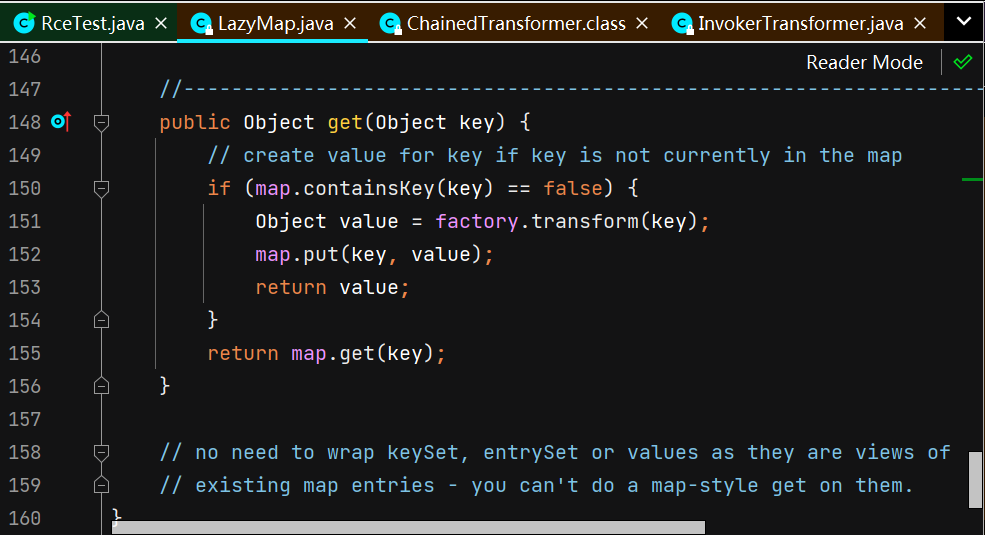 RceTest.java LazyMap.java ChainedTransformer.class InvokerTransformer.java
Reader Mode
146
147 //-------------------------------------------------------------------
148 public Object get(Object key) {
149 // create value for key if key is not currently in the map
150 if (map.containsKey(key) == false) {
151 Object value = factory.transform(key);
152 map.put(key, value);
153 return value;
154 }
155 return map.get(key);
156 }
157
158 // no need to wrap keySet, entrySet or values as they are views of
159 // existing map entries - you can't do a map-style get on them.
160 }